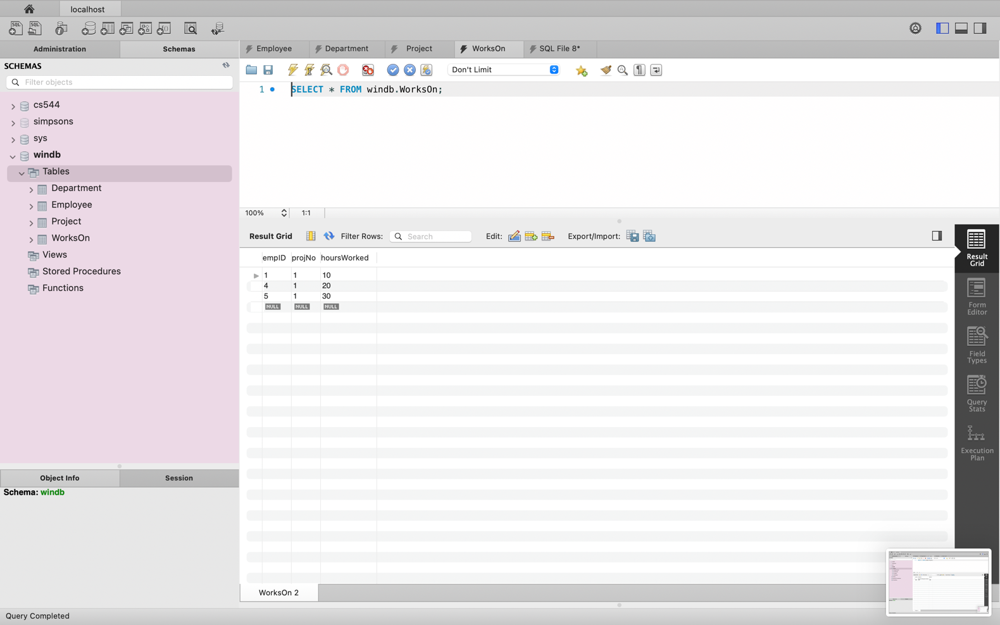 localhost
SQL
SQL
Administration
Schemas
Employee
Department
Project
WorksOn
SQL File 8*
SCHEMAS
Filter objects
Don't Limit
1
SELECT * FROM windb.WorksOn;
cs544
simpsons
sys
windb
Tables
Department
Employee
Project
WorksOn
Views
Stored Procedures
Functions
100%
1:1
Result Grid
Filter Rows:
Search
Edit:
Export/Import:
empID projNo hoursWorked
1 1 10
4 1 20
5 1 30
NULL NULL NULL
Result
Grid
Form
Editor
Field
Types
Query
Stats
Execution
Plan
Object Info
Session
Schema: windb
WorksOn 2
Query Completed